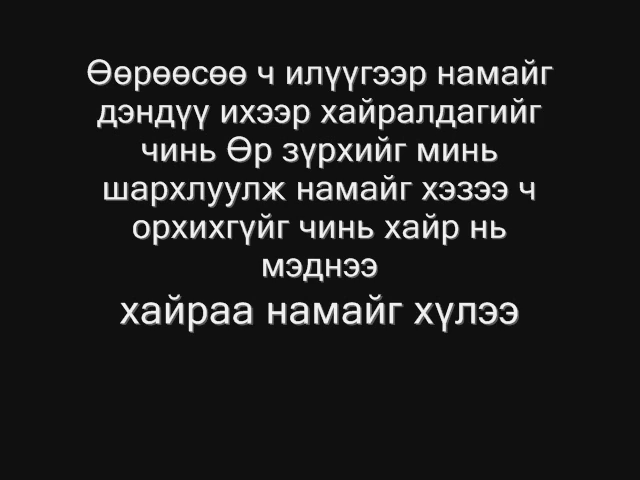 Өөрөөсөө ч илүүгээр намайг
дэндүү ихээр хайралдагийг
чинь Өр зүрхийг минь
шархлуулж намайг хэзээ ч
орхихгүйг чинь хайр нь
мэднээ
хайраа намайг хүлээ